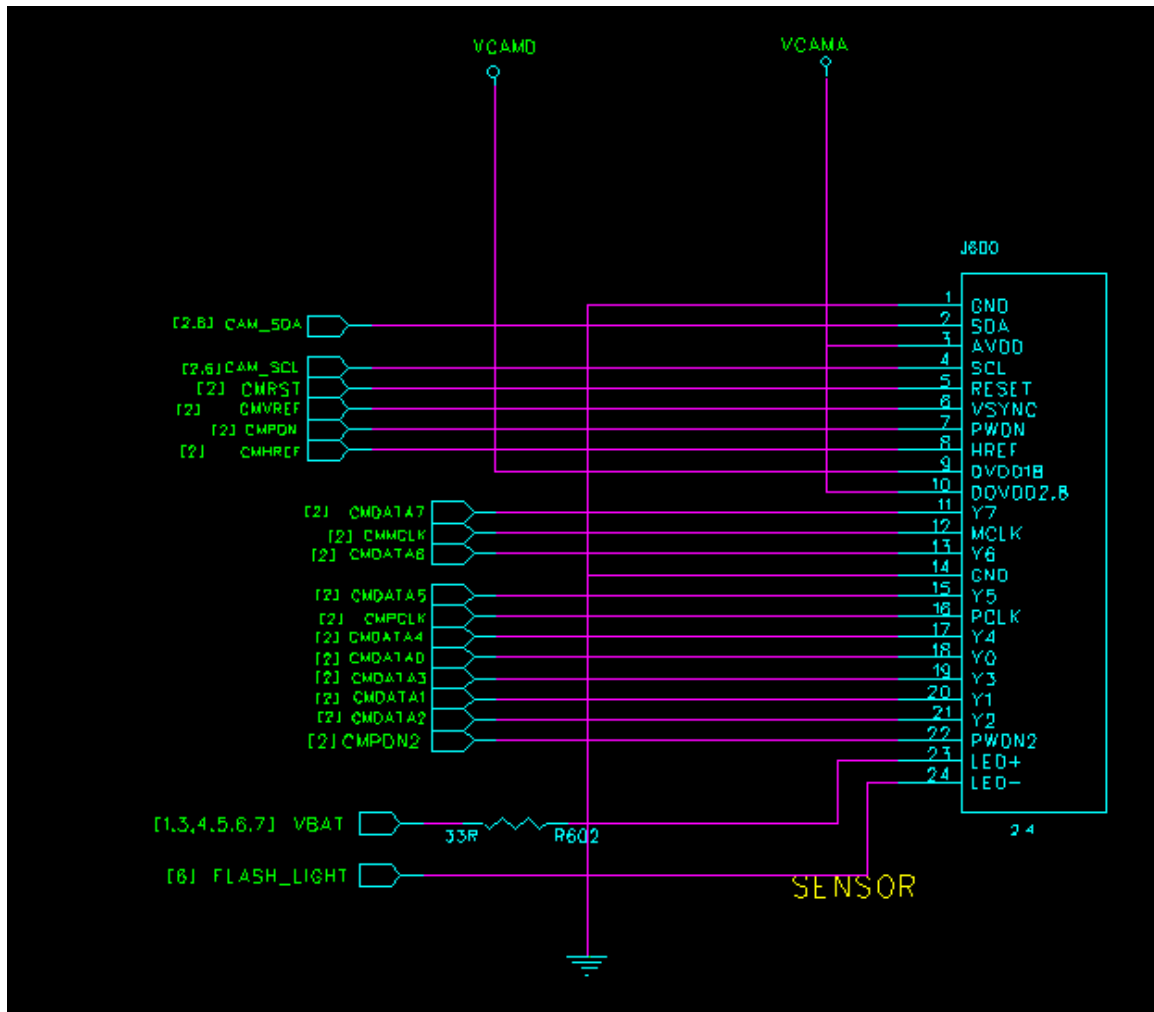 VCAMD
VCAMA
J600
1 GND
[2,6] CAM_SDA 2 SDA
3 AVDD
[2,6] CAM_SCL 4 SCL
[2] CMRST 5 RESET
[2] CMVREF 6 VSYNC
[2] CMPDN 7 PWDN
[2] CMHREF 8 HREF
9 DVDD18
10 DOVDD2.8
[2] CMDATA7 11 Y7
[2] CMMCLK 12 MCLK
[2] CMDATA6 13 Y6
14 GND
[2] CMDATA5 15 Y5
[2] CMPCLK 16 PCLK
[2] CMDATA4 17 Y4
[2] CMDATA0 18 Y0
[2] CMDATA3 19 Y3
[2] CMDATA1 20 Y1
[2] CMDATA2 21 Y2
[2] CMPDN2 22 PWDN2
23 LED+
24 LED-
[1,3,4,5,6,7] VBAT 33R R602
24
[6] FLASH_LIGHT
SENSOR